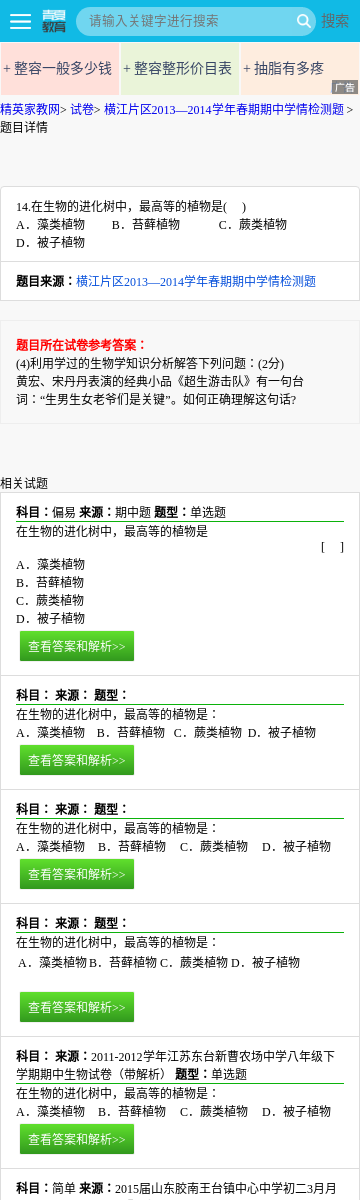 青夏教育
请输入关键字进行搜索
搜索
+ 整容一般多少钱
+ 整容整形价目表
+ 抽脂有多疼
广告
精英家教网> 试卷> 横江片区2013—2014学年春期期中学情检测题 >
题目详情
14.在生物的进化树中，最高等的植物是( )
A．藻类植物 B．苔藓植物 C．蕨类植物
D．被子植物
题目来源：横江片区2013—2014学年春期期中学情检测题
题目所在试卷参考答案：
(4)利用学过的生物学知识分析解答下列问题：(2分)
黄宏、宋丹丹表演的经典小品《超生游击队》有一句台
词：“生男生女老爷们是关键”。如何正确理解这句话?
相关试题
科目：偏易 来源：期中题 题型：单选题
在生物的进化树中，最高等的植物是
[ ]
A．藻类植物
B．苔藓植物
C．蕨类植物
D．被子植物
查看答案和解析>>
科目： 来源： 题型：
在生物的进化树中，最高等的植物是：
A．藻类植物 B．苔藓植物 C．蕨类植物 D．被子植物
查看答案和解析>>
科目： 来源： 题型：
在生物的进化树中，最高等的植物是：
A．藻类植物 B．苔藓植物 C．蕨类植物 D．被子植物
查看答案和解析>>
科目： 来源： 题型：
在生物的进化树中，最高等的植物是：
A．藻类植物 B．苔藓植物 C．蕨类植物 D．被子植物
查看答案和解析>>
科目： 来源：2011-2012学年江苏东台新曹农场中学八年级下
学期期中生物试卷（带解析） 题型：单选题
在生物的进化树中，最高等的植物是：
A．藻类植物 B．苔藓植物 C．蕨类植物 D．被子植物
查看答案和解析>>
科目：简单 来源：2015届山东胶南王台镇中心中学初二3月月